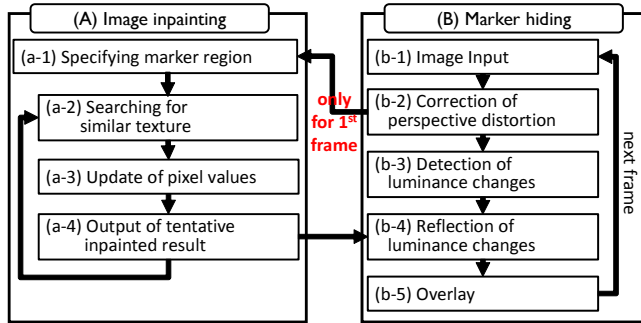 (A) Image inpainting
(a-1) Specifying marker region
(a-2) Searching for
similar texture
(a-3) Update of pixel values
(a-4) Output of tentative
inpainted result
only
for 1st
frame
(B) Marker hiding
(b-1) Image Input
(b-2) Correction of
perspective distortion
(b-3) Detection of
luminance changes
(b-4) Reflection of
luminance changes
(b-5) Overlay
next frame